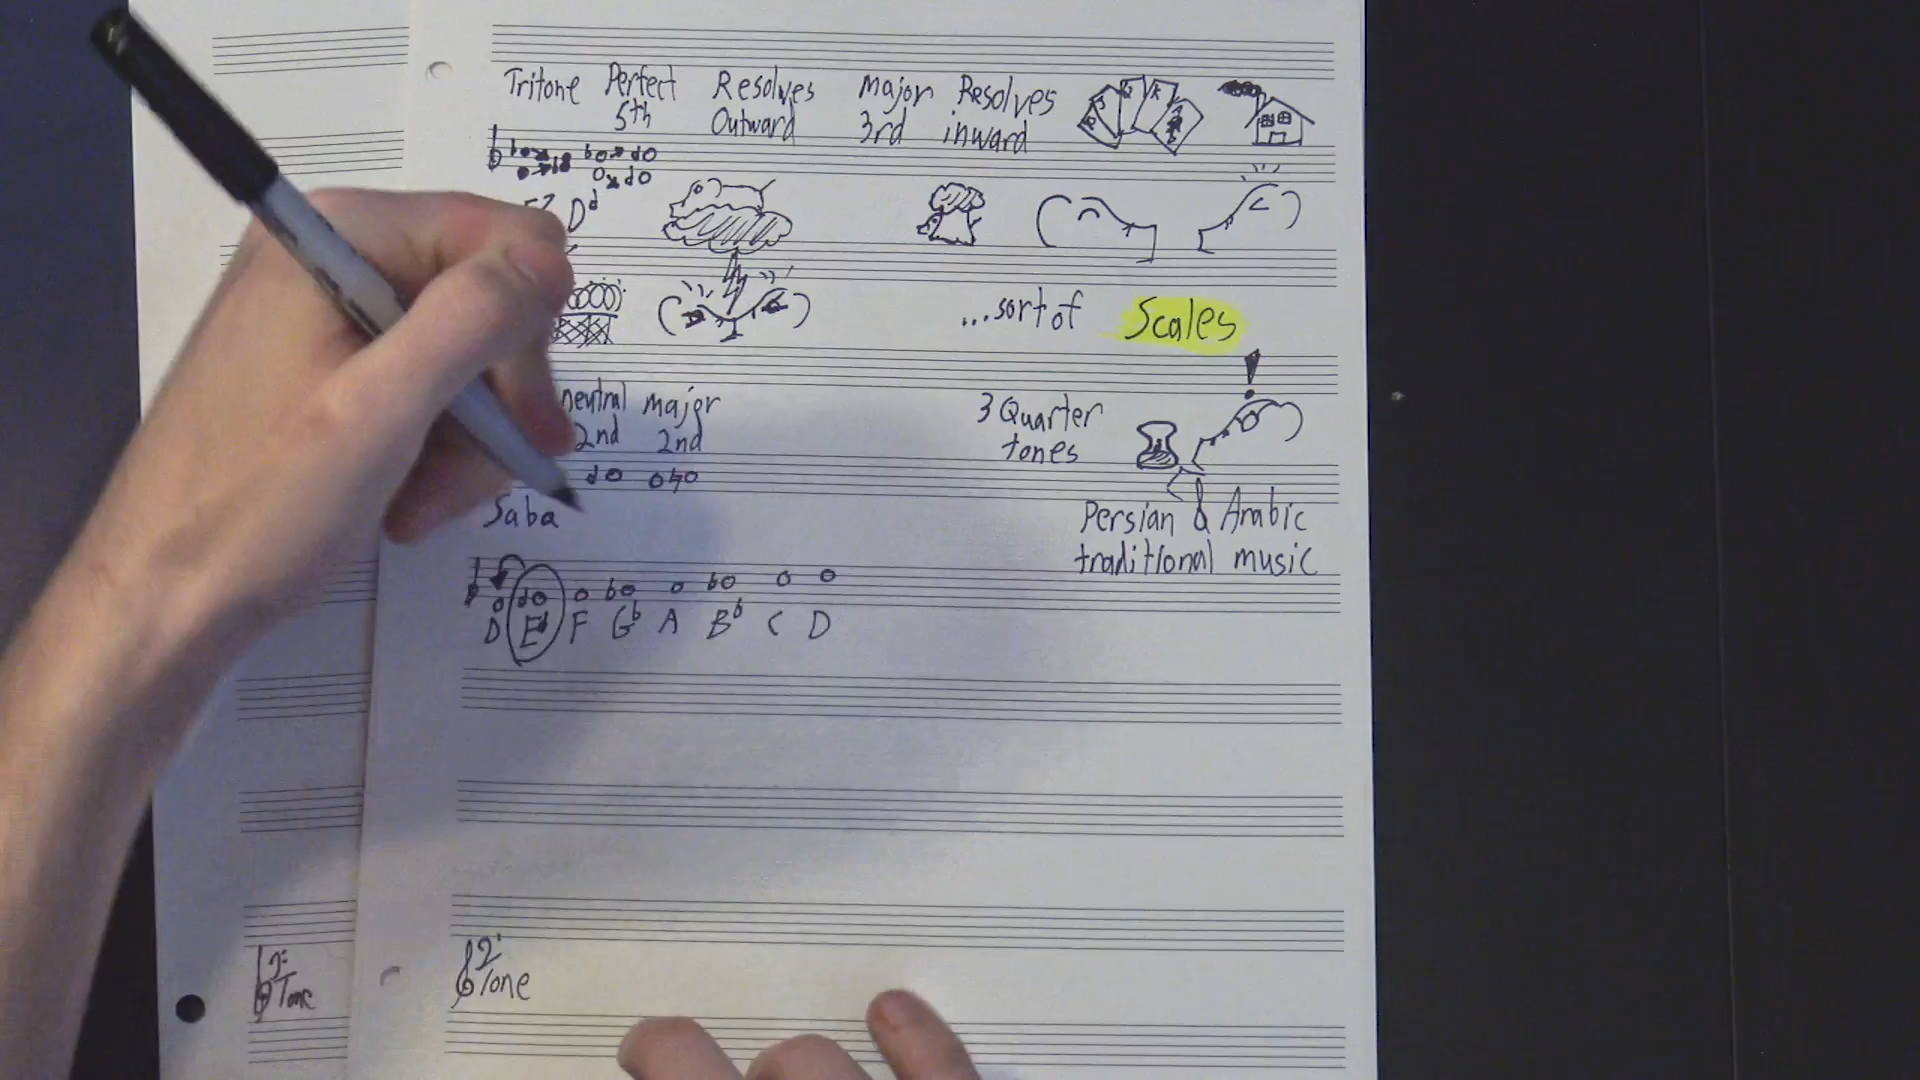 Tritone Perfect Resolves Major Resolves
5th Outward 3rd inward
...sort of Scales
neutral major 3 Quarter
2nd 2nd tones
Saba Persian & Arabic
traditional music
D E F G♭ A B♭ C D
Tone Tone